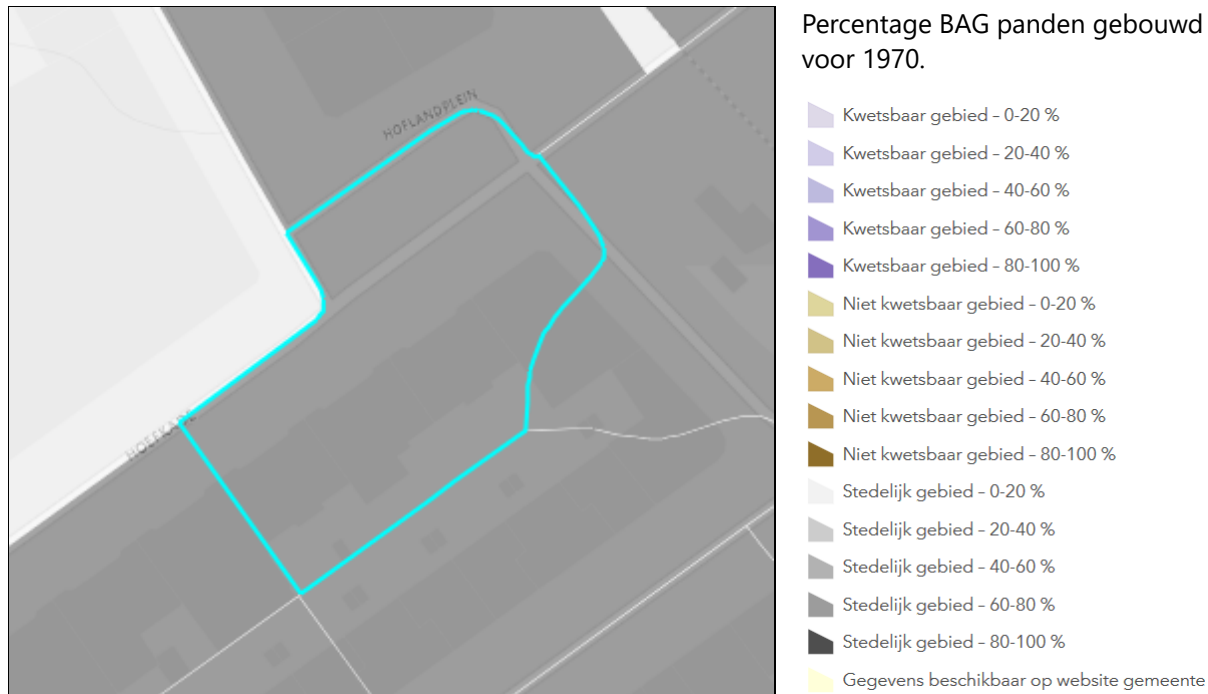 Percentage BAG panden gebouwd
voor 1970.
HOFLANDPLEIN
HOEFKADE
Kwetsbaar gebied – 0-20 %
Kwetsbaar gebied – 20-40 %
Kwetsbaar gebied – 40-60 %
Kwetsbaar gebied – 60-80 %
Kwetsbaar gebied – 80-100 %
Niet kwetsbaar gebied – 0-20 %
Niet kwetsbaar gebied – 20-40 %
Niet kwetsbaar gebied – 40-60 %
Niet kwetsbaar gebied – 60-80 %
Niet kwetsbaar gebied – 80-100 %
Stedelijk gebied – 0-20 %
Stedelijk gebied – 20-40 %
Stedelijk gebied – 40-60 %
Stedelijk gebied – 60-80 %
Stedelijk gebied – 80-100 %
Gegevens beschikbaar op website gemeente